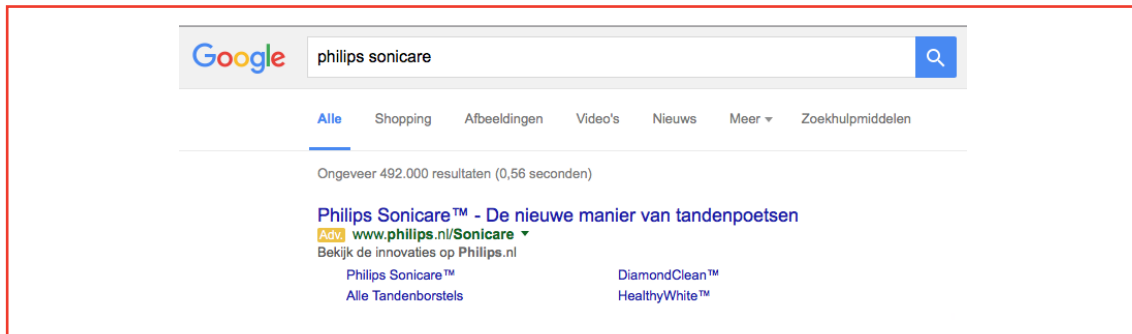 Google philips sonicare
Alle Shopping Afbeeldingen Video's Nieuws Meer Zoekhulpmiddelen
Ongeveer 492.000 resultaten (0,56 seconden)
Philips Sonicare™ - De nieuwe manier van tandenpoetsen
Adv. www.philips.nl/Sonicare
Bekijk de innovaties op Philips.nl
Philips Sonicare™ DiamondClean™
Alle Tandenborstels HealthyWhite™